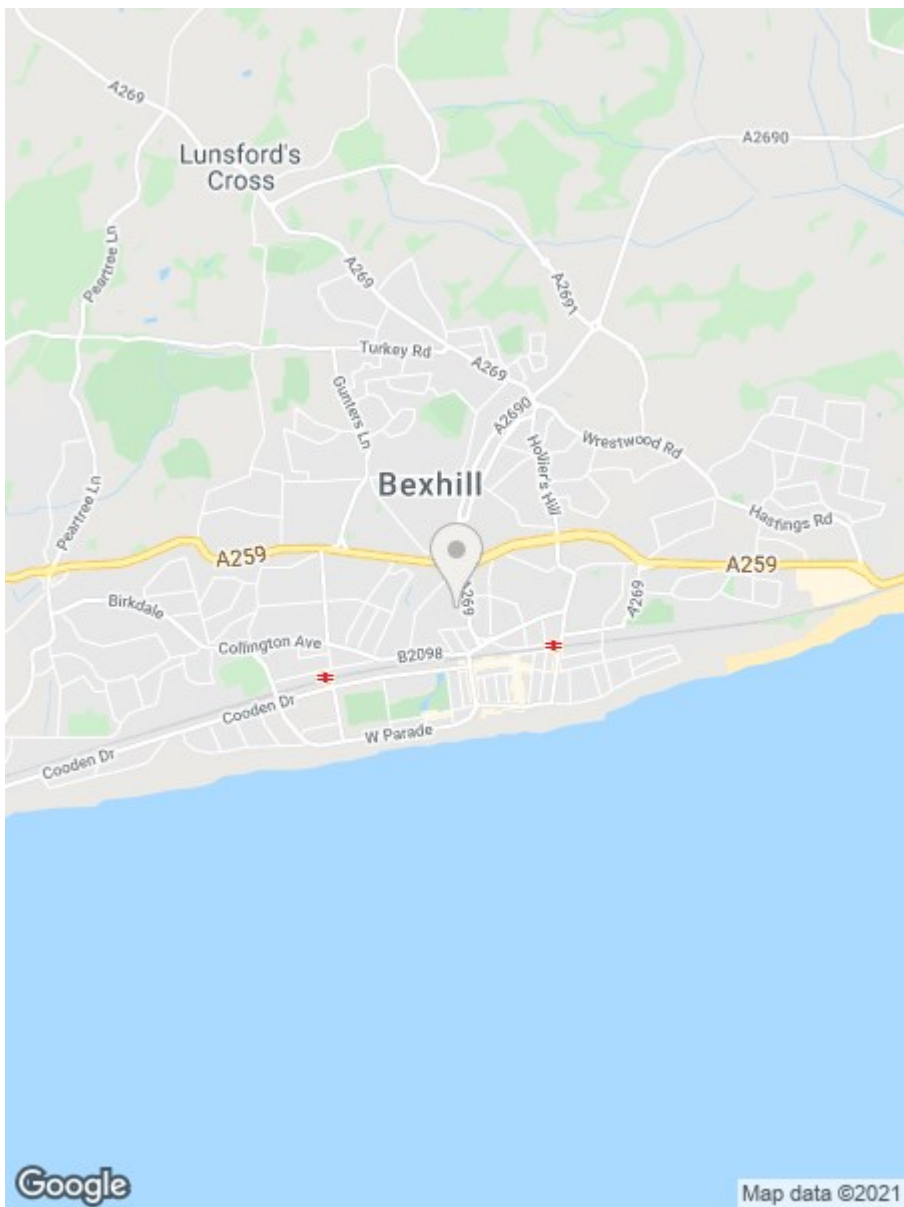 A269
A2690
Lunsford's
Cross
Peartree Ln
A269
A2691
Turkey Rd
A269
Gunters Ln
A2690
Wrestwood Rd
Hollier's Hill
Bexhill
Peartree Ln
Hastings Rd
A259
A259
A269
A269
Birkdale
Collington Ave
B2098
Cooden Dr
W Parade
Cooden Dr
Google
Map data ©2021